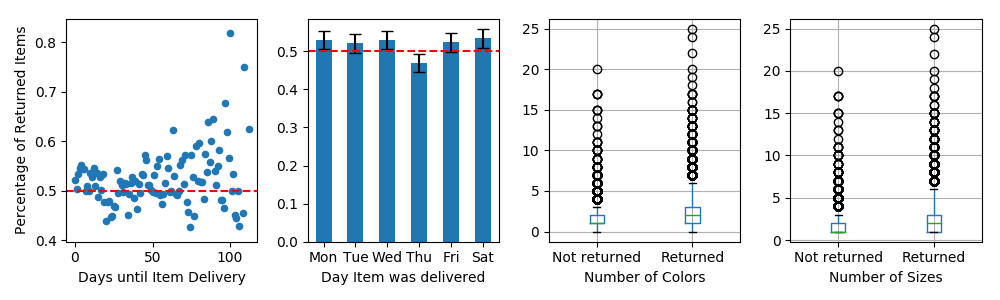 Percentage of Returned Items
0.8
0.7
0.6
0.5
0.4
0 50 100
Days until Item Delivery
0.5
0.4
0.3
0.2
0.1
0.0
Mon Tue Wed Thu Fri Sat
Day Item was delivered
25
20
15
10
5
0
Not returned Returned
Number of Colors
25
20
15
10
5
0
Not returned Returned
Number of Sizes